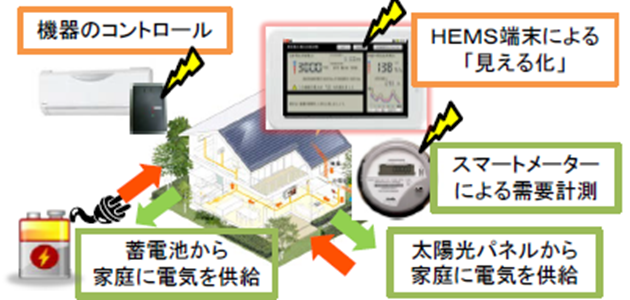 機器のコントロール
HEMS端末による
「見える化」
スマートメーター
による需要計測
蓄電池から
家庭に電気を供給
太陽光パネルから
家庭に電気を供給